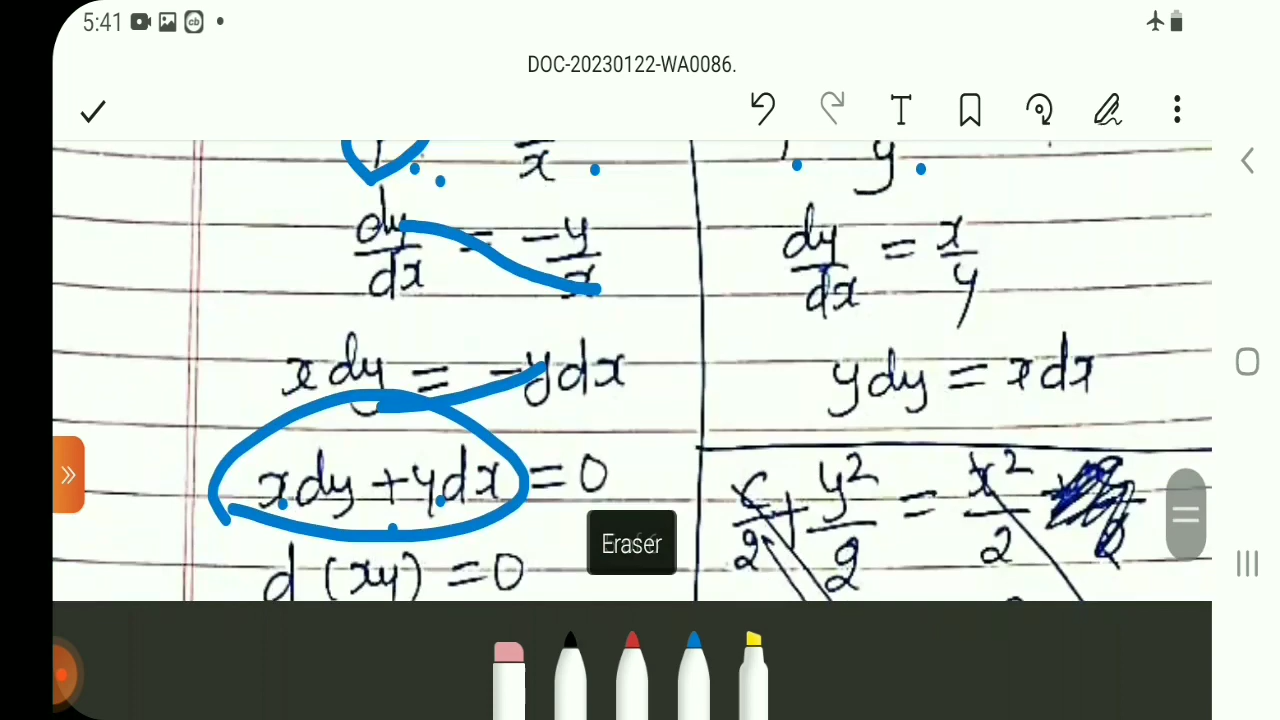 5:41
DOC-20230122-WA0086.
T
dy/dx = -y/x
xdy = -ydx
xdy+ydx = 0
d(xy) = 0
y
dy/dx = x/y
ydy = xdx
c/2 + y²/2 = x²/2
Eraser